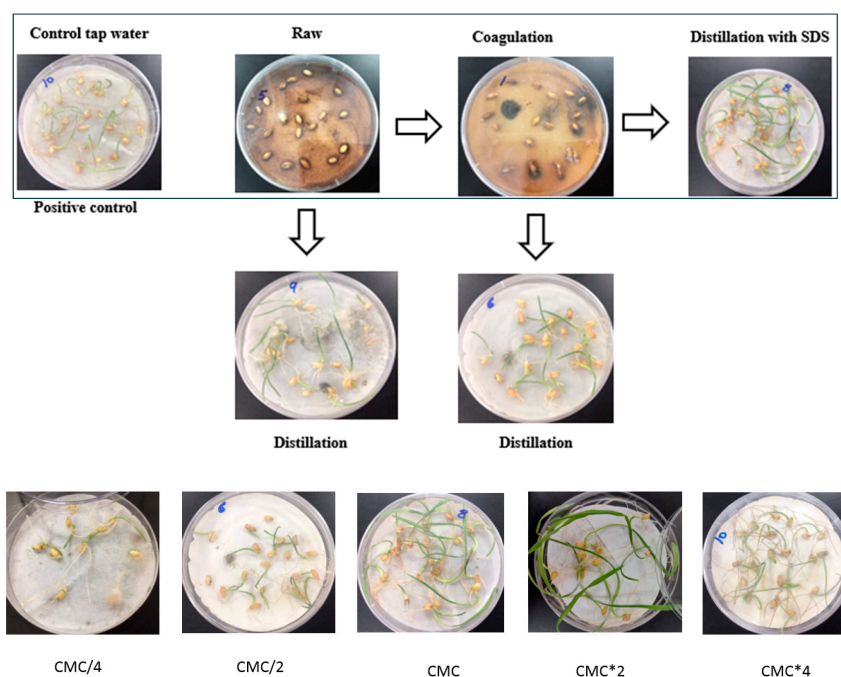 Control tap water
Raw
Coagulation
Distillation with SDS
10
5
1
8
Positive control
9
6
Distillation
Distillation
6
8
10
CMC/4
CMC/2
CMC
CMC*2
CMC*4